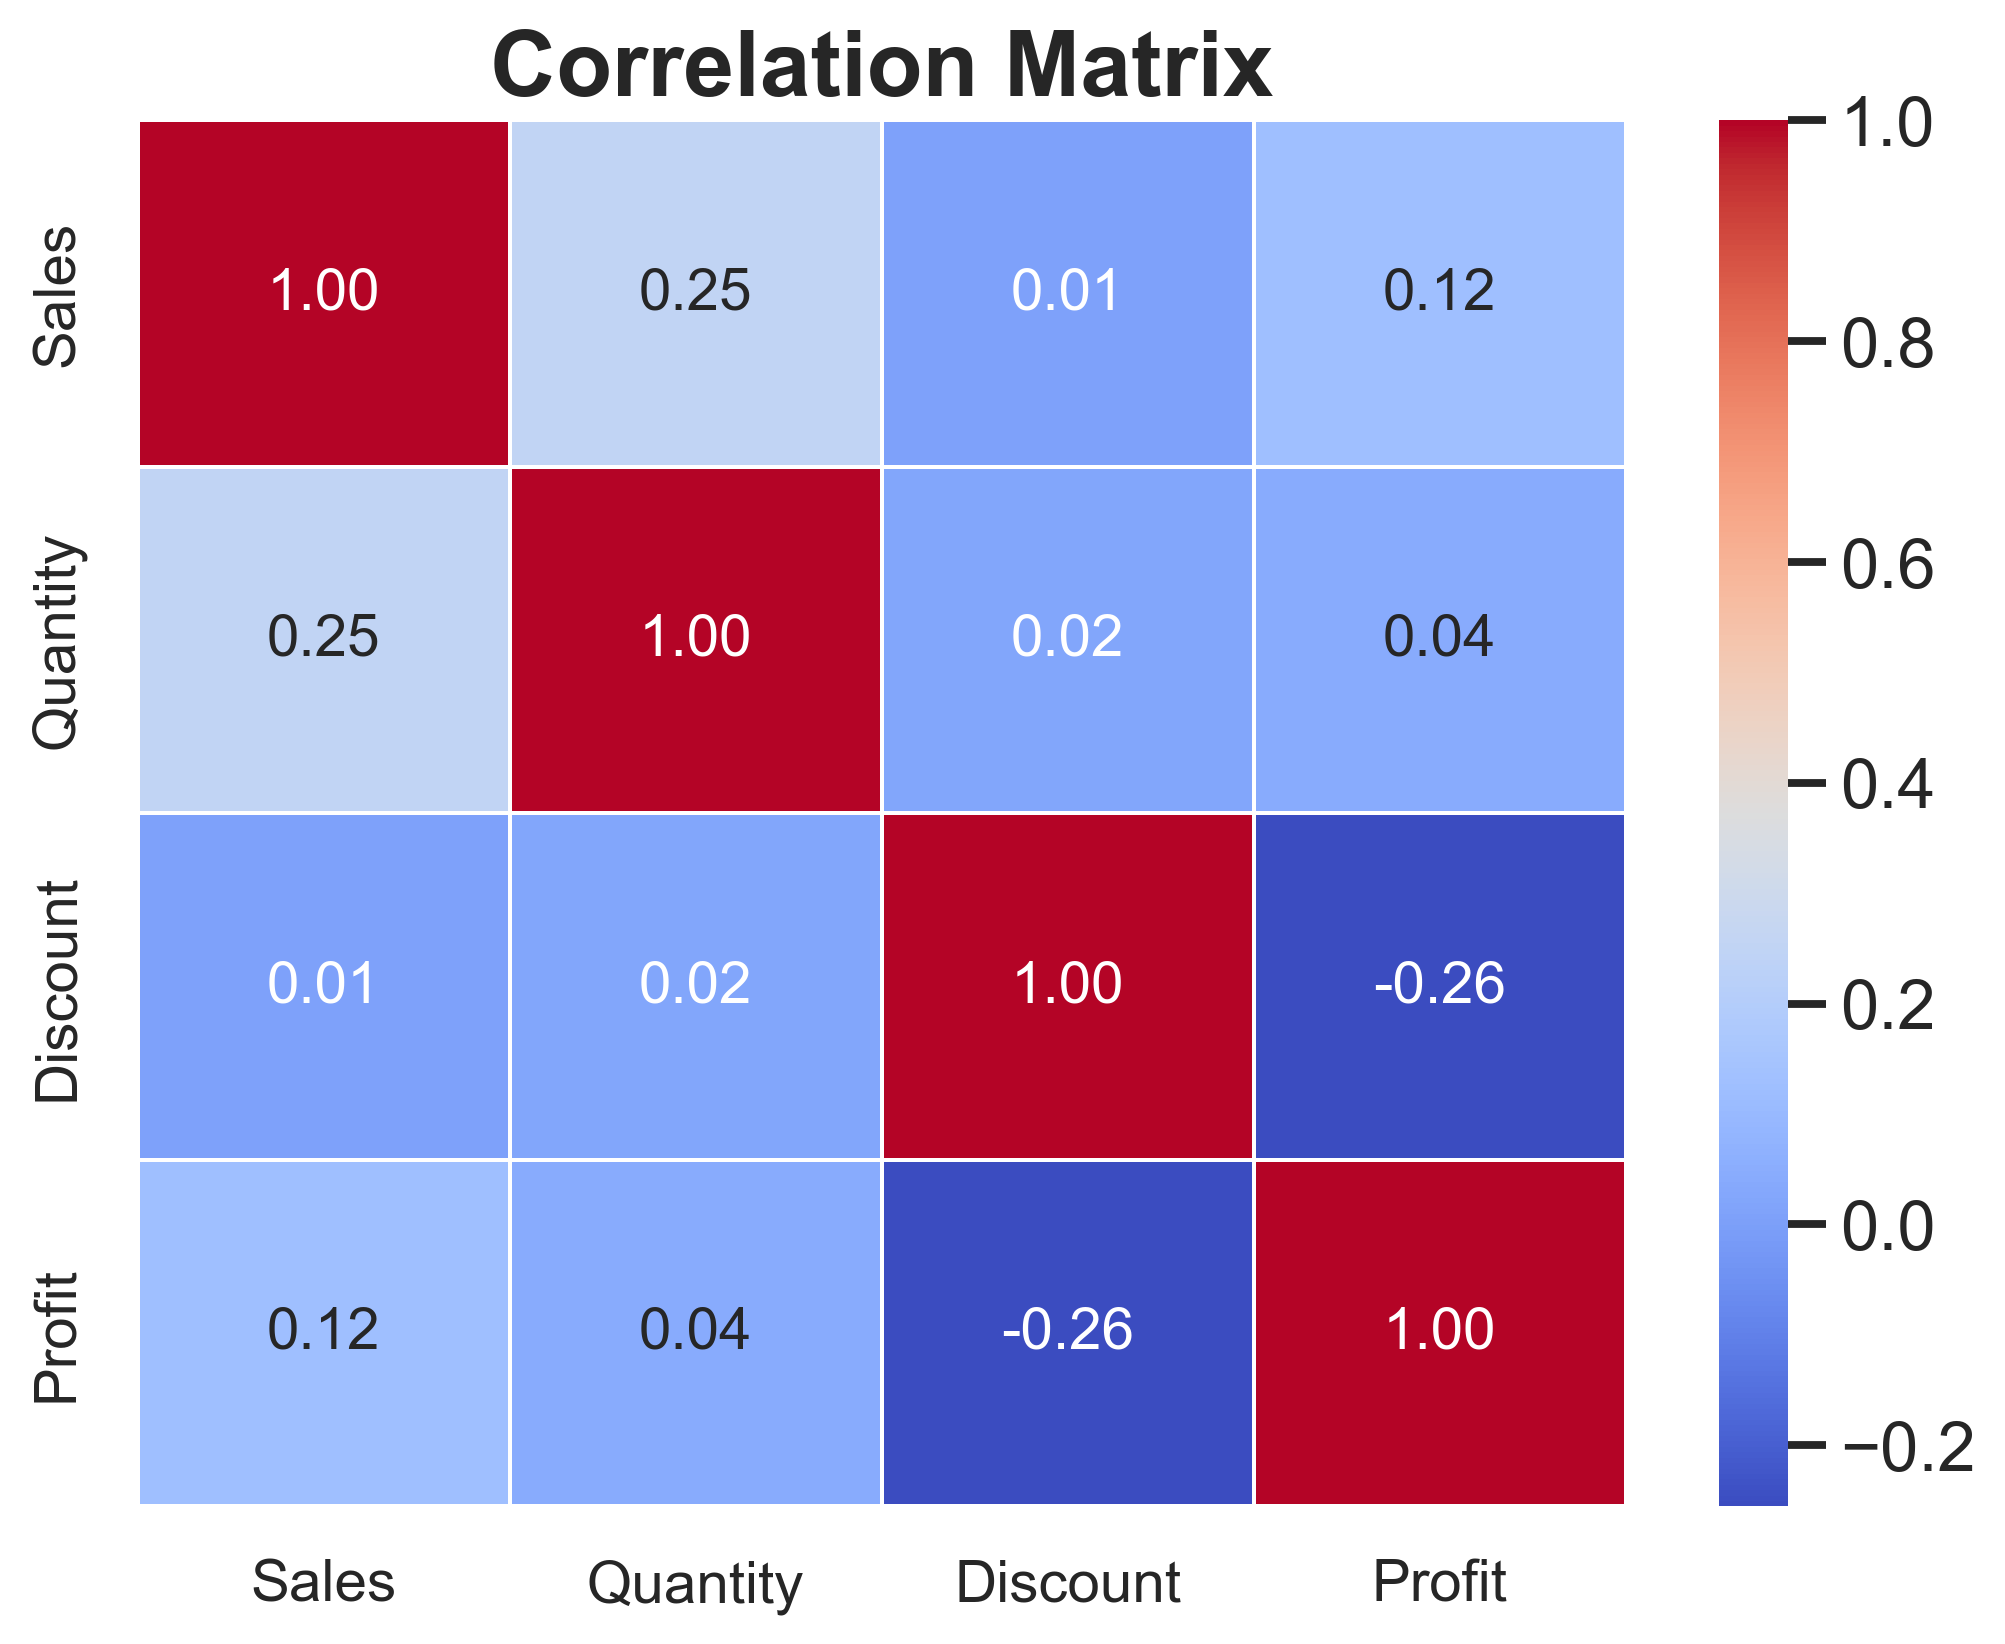 Correlation Matrix
Sales 1.00 0.25 0.01 0.12
Quantity 0.25 1.00 0.02 0.04
Discount 0.01 0.02 1.00 -0.26
Profit 0.12 0.04 -0.26 1.00
Sales Quantity Discount Profit
1.0
0.8
0.6
0.4
0.2
0.0
−0.2